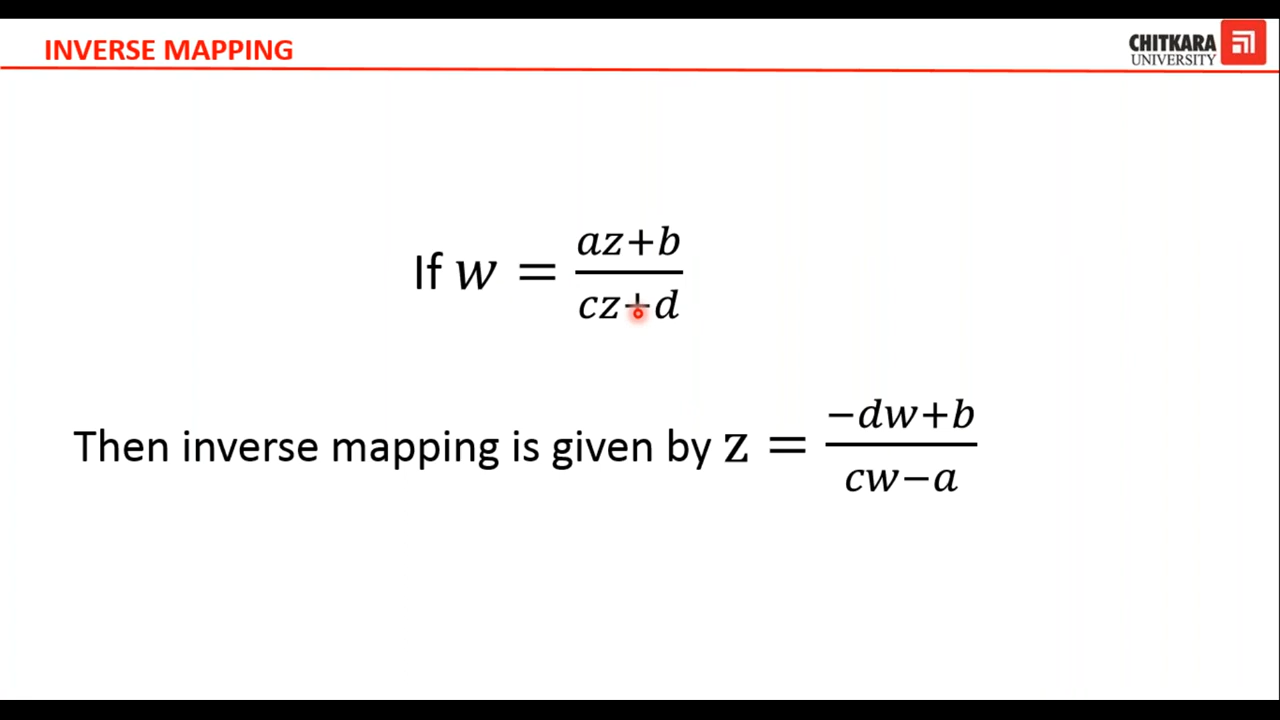 INVERSE MAPPING
CHITKARA
UNIVERSITY
If w = az+b / cz+d
Then inverse mapping is given by z = −dw+b / cw−a